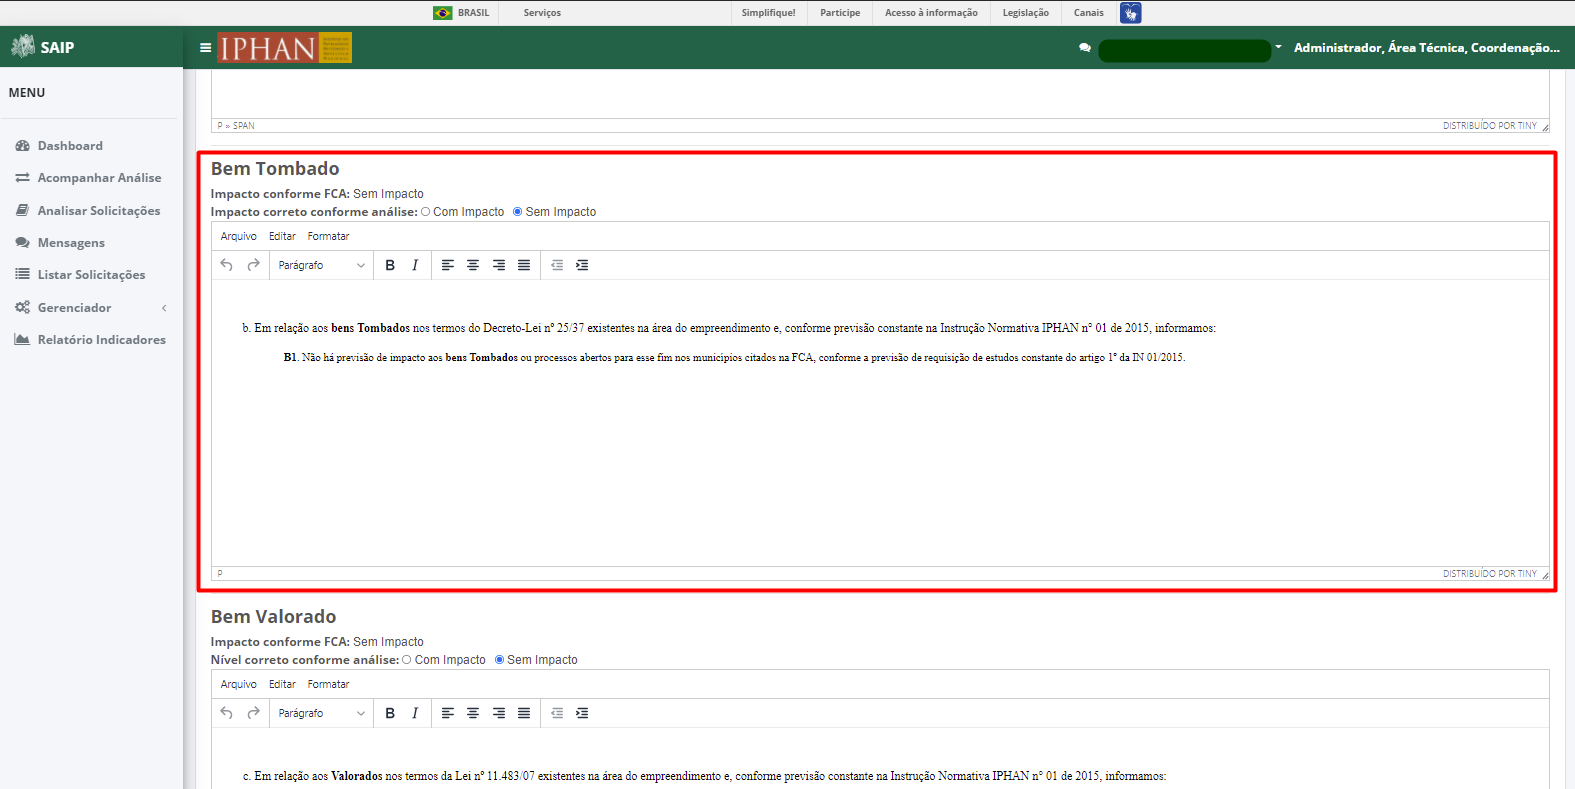 BRASIL Serviços Simplifique! Participe Acesso à informação Legislação Canais
SAIP IPHAN Administrador, Área Técnica, Coordenação...
MENU
Dashboard
Acompanhar Análise
Analisar Solicitações
Mensagens
Listar Solicitações
Gerenciador
Relatório Indicadores
P » SPAN DISTRIBUÍDO POR TINY
Bem Tombado
Impacto conforme FCA: Sem Impacto
Impacto correto conforme análise: Com Impacto Sem Impacto
Arquivo Editar Formatar
Parágrafo B I
b. Em relação aos bens Tombados nos termos do Decreto-Lei nº 25/37 existentes na área do empreendimento e, conforme previsão constante na Instrução Normativa IPHAN n° 01 de 2015, informamos:
B1. Não há previsão de impacto aos bens Tombados ou processos abertos para esse fim nos municípios citados na FCA, conforme a previsão de requisição de estudos constante do artigo 1º da IN 01/2015.
P DISTRIBUÍDO POR TINY
Bem Valorado
Impacto conforme FCA: Sem Impacto
Nível correto conforme análise: Com Impacto Sem Impacto
Arquivo Editar Formatar
Parágrafo B I
c. Em relação aos Valorados nos termos da Lei nº 11.483/07 existentes na área do empreendimento e, conforme previsão constante na Instrução Normativa IPHAN n° 01 de 2015, informamos: